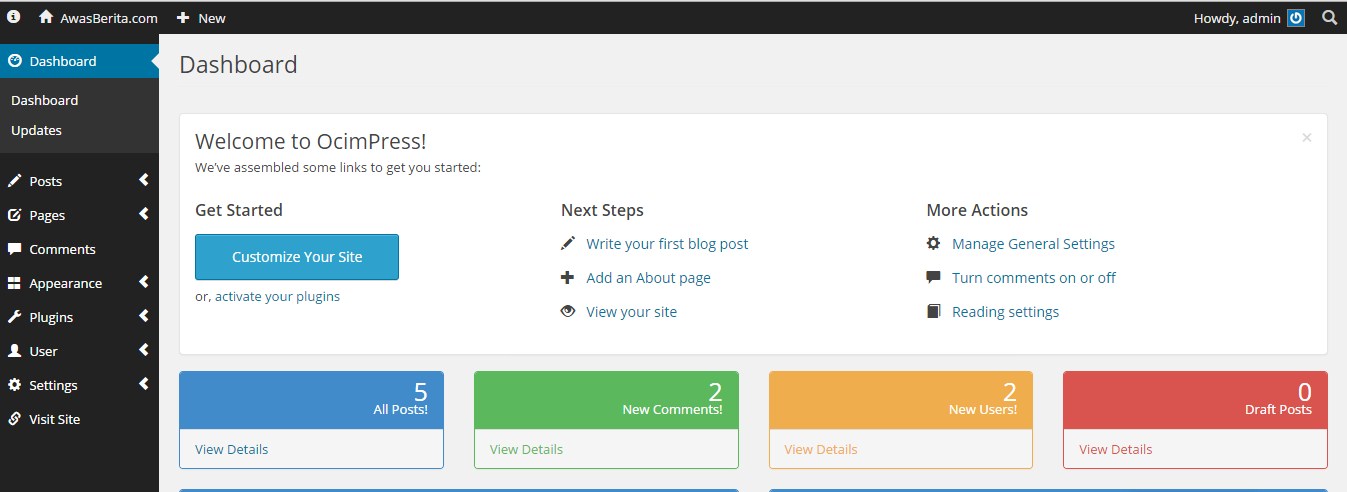 AwasBerita.com
New
Howdy, admin
Dashboard
Dashboard
Updates
Posts
Pages
Comments
Appearance
Plugins
User
Settings
Visit Site
Dashboard
Welcome to OcimPress!
We've assembled some links to get you started:
Get Started
Customize Your Site
or, activate your plugins
Next Steps
Write your first blog post
Add an About page
View your site
More Actions
Manage General Settings
Turn comments on or off
Reading settings
5
All Posts!
View Details
2
New Comments!
View Details
2
New Users!
View Details
0
Draft Posts
View Details